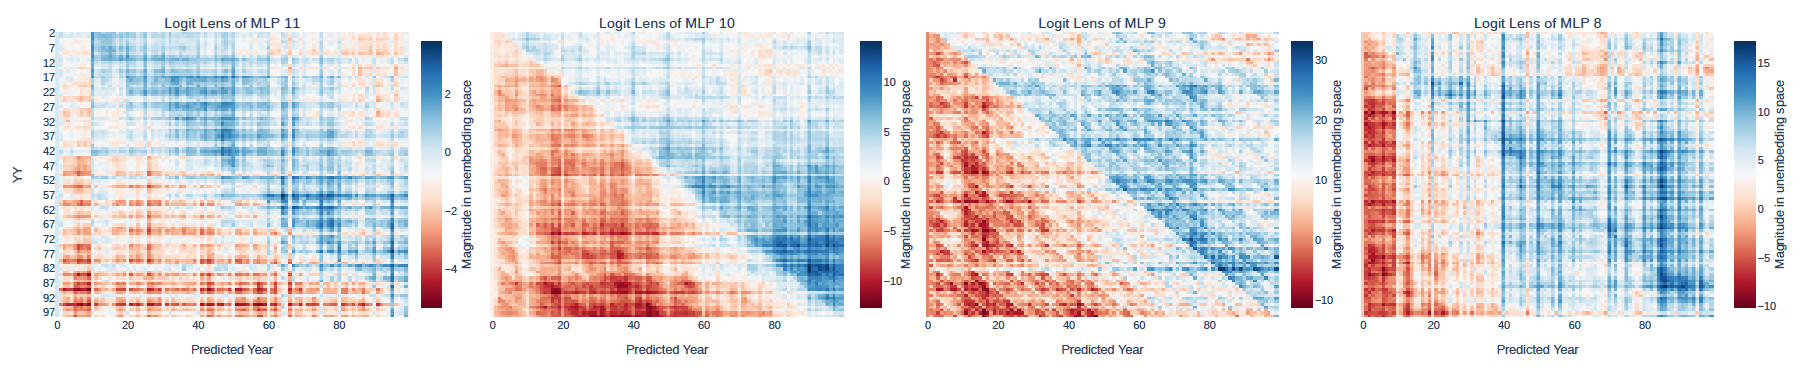 Logit Lens of MLP 11
YY
2
7
12
17
22
27
32
37
42
47
52
57
62
67
72
77
82
87
92
97
0 20 40 60 80
Predicted Year
2
0
−2
−4
Magnitude in unembedding space
Logit Lens of MLP 10
0 20 40 60 80
Predicted Year
10
5
0
−5
−10
Magnitude in unembedding space
Logit Lens of MLP 9
0 20 40 60 80
Predicted Year
30
20
10
0
−10
Magnitude in unembedding space
Logit Lens of MLP 8
0 20 40 60 80
Predicted Year
15
10
5
0
−5
−10
Magnitude in unembedding space